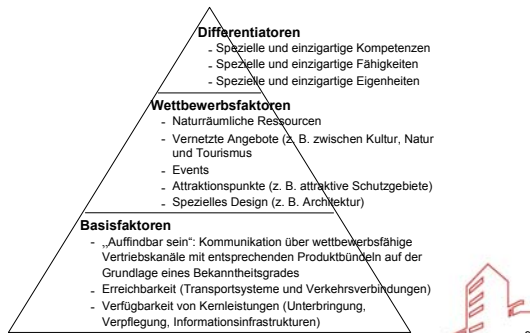 Differentiatoren
- Spezielle und einzigartige Kompetenzen
- Spezielle und einzigartige Fähigkeiten
- Spezielle und einzigartige Eigenheiten
Wettbewerbsfaktoren
- Naturräumliche Ressourcen
- Vernetzte Angebote (z. B. zwischen Kultur, Natur
und Tourismus
- Events
- Attraktionspunkte (z. B. attraktive Schutzgebiete)
- Spezielles Design (z. B. Architektur)
Basisfaktoren
- „Auffindbar sein“: Kommunikation über wettbewerbsfähige
Vertriebskanäle mit entsprechenden Produktbündeln auf der
Grundlage eines Bekanntheitsgrades
- Erreichbarkeit (Transportsysteme und Verkehrsverbindungen)
- Verfügbarkeit von Kernleistungen (Unterbringung,
Verpflegung, Informationsinfrastrukturen)